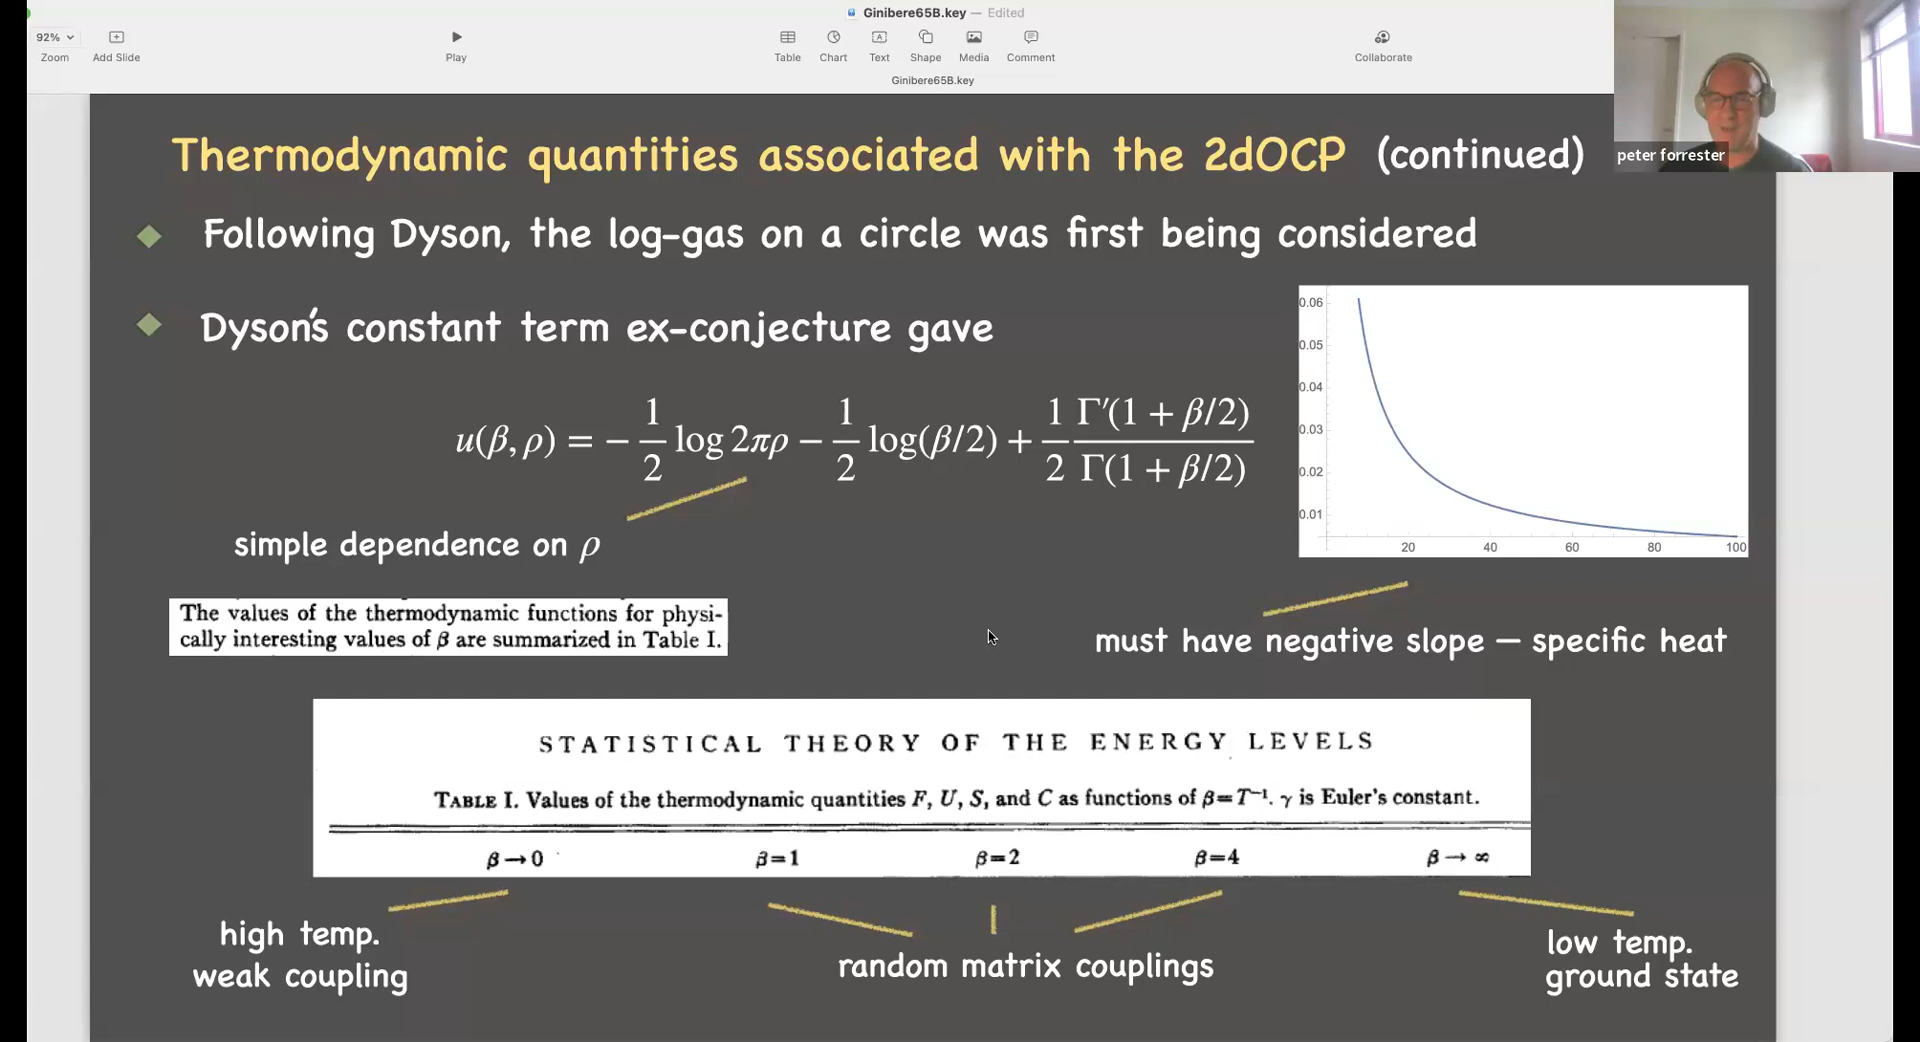 Ginibere65B.key — Edited
92%
Zoom
Add Slide
Play
Table
Chart
Text
Shape
Media
Comment
Collaborate
Ginibere65B.key
peter forrester
Thermodynamic quantities associated with the 2dOCP (continued)
Following Dyson, the log-gas on a circle was first being considered
Dyson's constant term ex-conjecture gave
u(β, ρ) = − 1/2 log 2πρ − 1/2 log(β/2) + 1/2 Γ′(1 + β/2)/Γ(1 + β/2)
0.06
0.05
0.04
0.03
0.02
0.01
20 40 60 80 100
simple dependence on ρ
must have negative slope — specific heat
The values of the thermodynamic functions for physi-
cally interesting values of β are summarized in Table I.
STATISTICAL THEORY OF THE ENERGY LEVELS
TABLE I. Values of the thermodynamic quantities F, U, S, and C as functions of β=T⁻¹. γ is Euler's constant.
β→0 β=1 β=2 β=4 β→∞
high temp.
weak coupling
random matrix couplings
low temp.
ground state